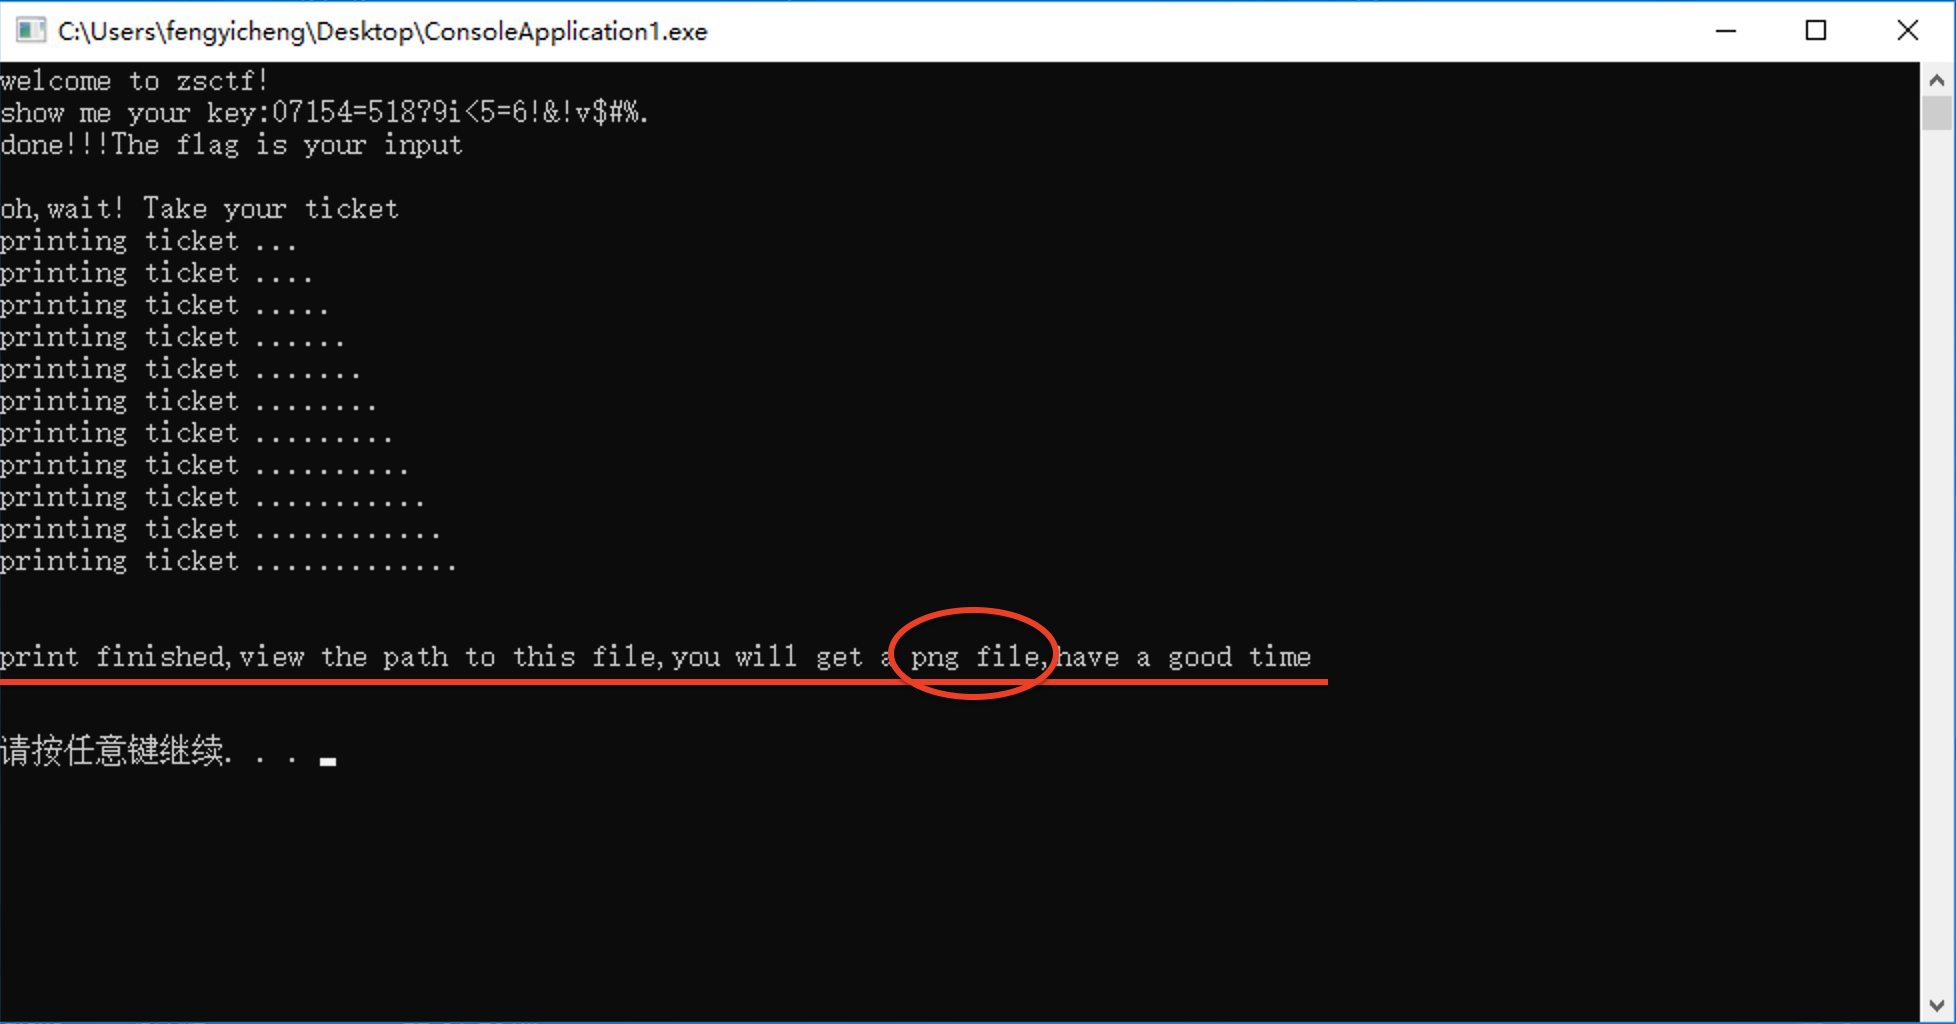 C:\Users\fengyicheng\Desktop\ConsoleApplication1.exe
welcome to zsctf!
show me your key:07154=518?9i<5=6!&!v$#%.
done!!!The flag is your input
oh,wait! Take your ticket
printing ticket ...
printing ticket ....
printing ticket .....
printing ticket ......
printing ticket .......
printing ticket ........
printing ticket .........
printing ticket ..........
printing ticket ...........
printing ticket ............
printing ticket .............
print finished,view the path to this file,you will get a png file,have a good time
请按任意键继续. . .